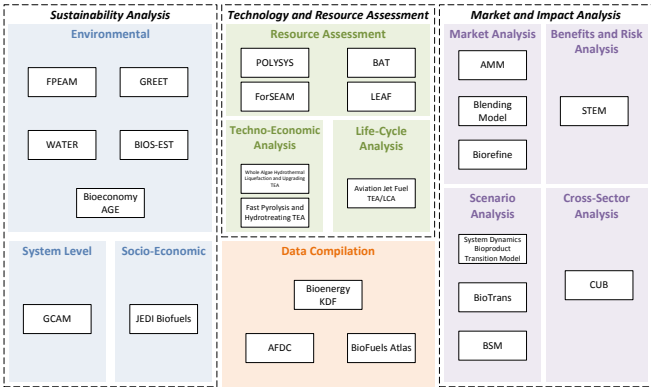 Sustainability Analysis
Environmental
FPEAM
GREET
WATER
BIOS-EST
Bioeconomy
AGE
System Level
GCAM
Socio-Economic
JEDI Biofuels
Technology and Resource Assessment
Resource Assessment
POLYSYS
BAT
ForSEAM
LEAF
Techno-Economic
Analysis
Whole Algae Hydrothermal
Liquefaction and Upgrading
TEA
Fast Pyrolysis and
Hydrotreating TEA
Life-Cycle
Analysis
Aviation Jet Fuel
TEA/LCA
Data Compilation
Bioenergy
KDF
AFDC
BioFuels Atlas
Market and Impact Analysis
Market Analysis
AMM
Blending
Model
Biorefine
Benefits and Risk
Analysis
STEM
Scenario
Analysis
System Dynamics
Bioproduct
Transition Model
BioTrans
BSM
Cross-Sector
Analysis
CUB